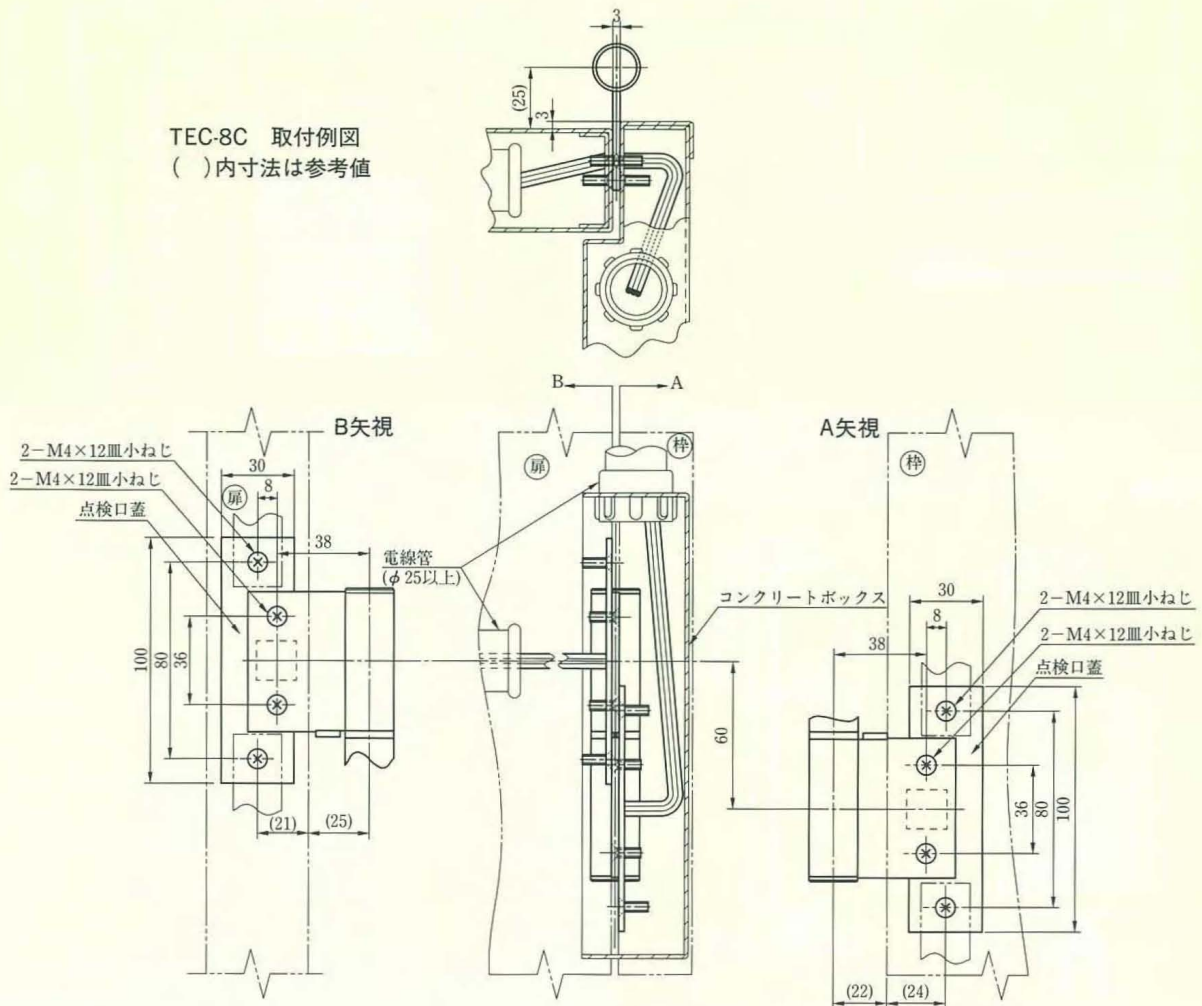 3
(25)
3
TEC-8C 取付例図
( )内寸法は参考値
B
A
B矢視
A矢視
2-M4×12皿小ねじ
2-M4×12皿小ねじ
点検口蓋
30
8
扉
38
100
80
36
(21)
(25)
扉
枠
電線管
(φ25以上)
コンクリートボックス
60
枠
30
8
38
2-M4×12皿小ねじ
2-M4×12皿小ねじ
点検口蓋
36
80
100
(22)
(24)